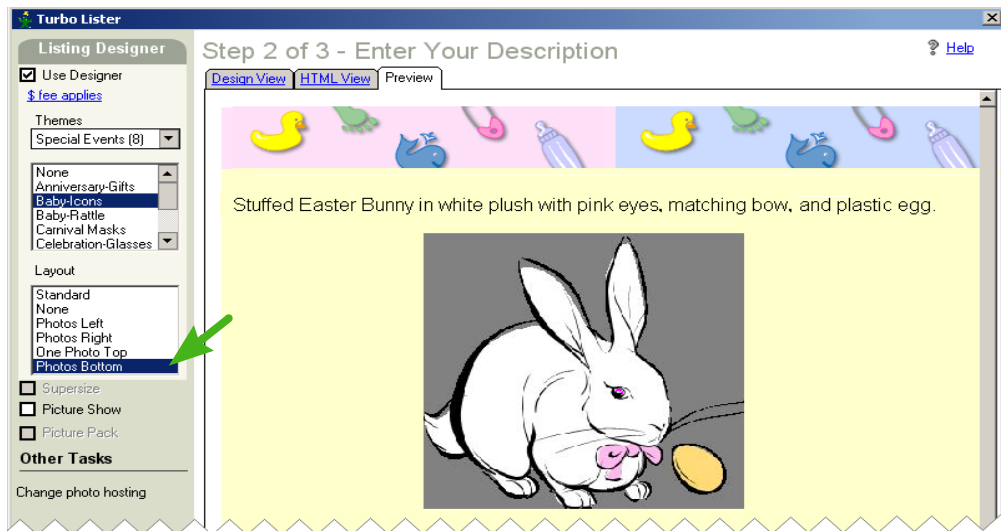 Turbo Lister
Listing Designer
Use Designer
$ fee applies
Themes
Special Events (8)
None
Anniversary-Gifts
Baby-Icons
Baby-Rattle
Carnival Masks
Celebration-Glasses
Layout
Standard
None
Photos Left
Photos Right
One Photo Top
Photos Bottom
Supersize
Picture Show
Picture Pack
Other Tasks
Change photo hosting
Step 2 of 3 - Enter Your Description
? Help
Design View HTML View Preview
Stuffed Easter Bunny in white plush with pink eyes, matching bow, and plastic egg.